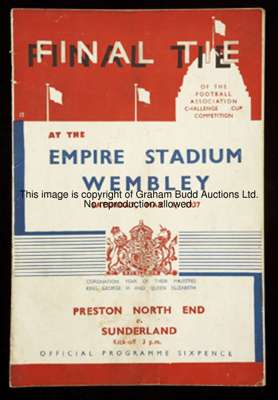 FINAL TIE
OF THE
FOOTBALL
ASSOCIATION
CHALLENGE CUP
COMPETITION
AT THE
EMPIRE STADIUM
WEMBLEY
This image is copyright of Graham Budd Auctions Ltd.
No reproduction allowed
CORONATION YEAR OF THEIR MAJESTIES
KING GEORGE VI AND QUEEN ELIZABETH
PRESTON NORTH END
v.
SUNDERLAND
Kick-off 3 p.m.
OFFICIAL PROGRAMME SIXPENCE